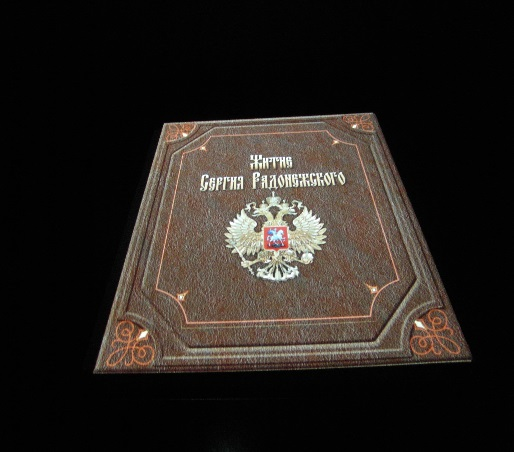 Житие
Сергия Радонежского